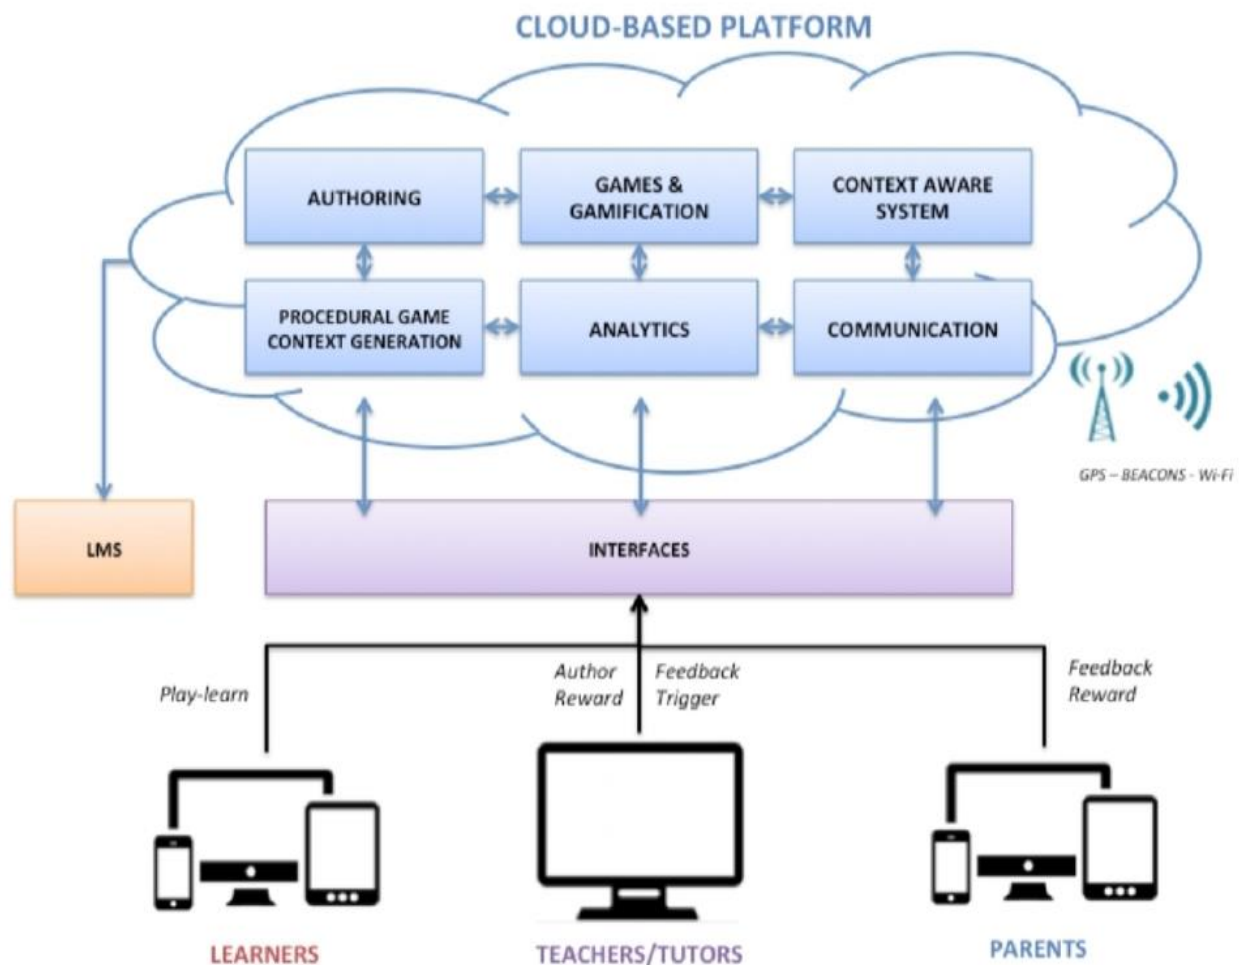 CLOUD-BASED PLATFORM
AUTHORING
GAMES &
GAMIFICATION
CONTEXT AWARE
SYSTEM
PROCEDURAL GAME
CONTEXT GENERATION
ANALYTICS
COMMUNICATION
GPS – BEACONS - Wi-Fi
LMS
INTERFACES
Play-learn
Author
Reward
Feedback
Trigger
Feedback
Reward
LEARNERS
TEACHERS/TUTORS
PARENTS